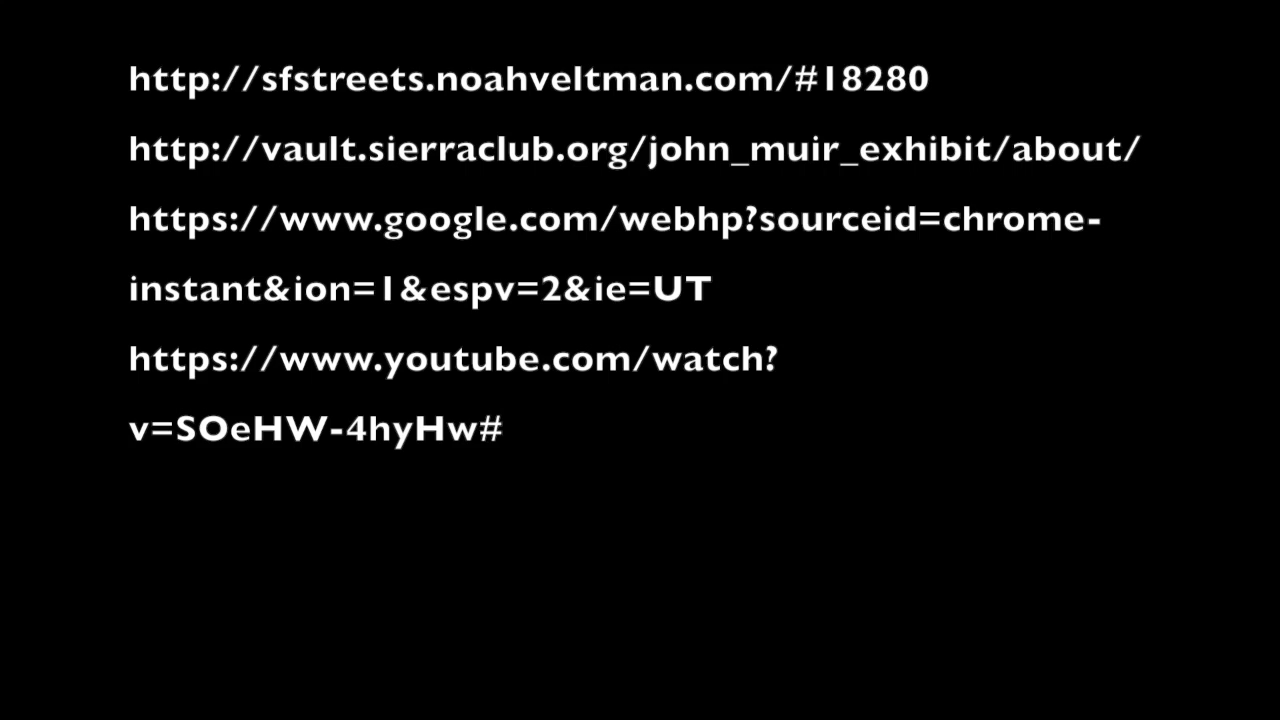 http://sfstreets.noahveltman.com/#18280
http://vault.sierraclub.org/john_muir_exhibit/about/
https://www.google.com/webhp?sourceid=chrome-
instant&ion=1&espv=2&ie=UT
https://www.youtube.com/watch?
v=SOeHW-4hyHw#